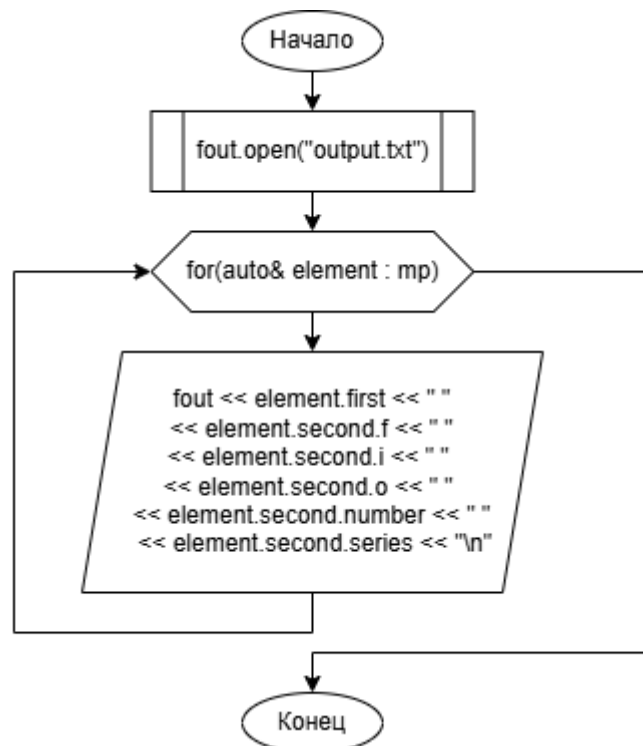 Начало
fout.open("output.txt")
for(auto& element : mp)
fout << element.first << " "
<< element.second.f << " "
<< element.second.i << " "
<< element.second.o << " "
<< element.second.number << " "
<< element.second.series << "\n"
Конец